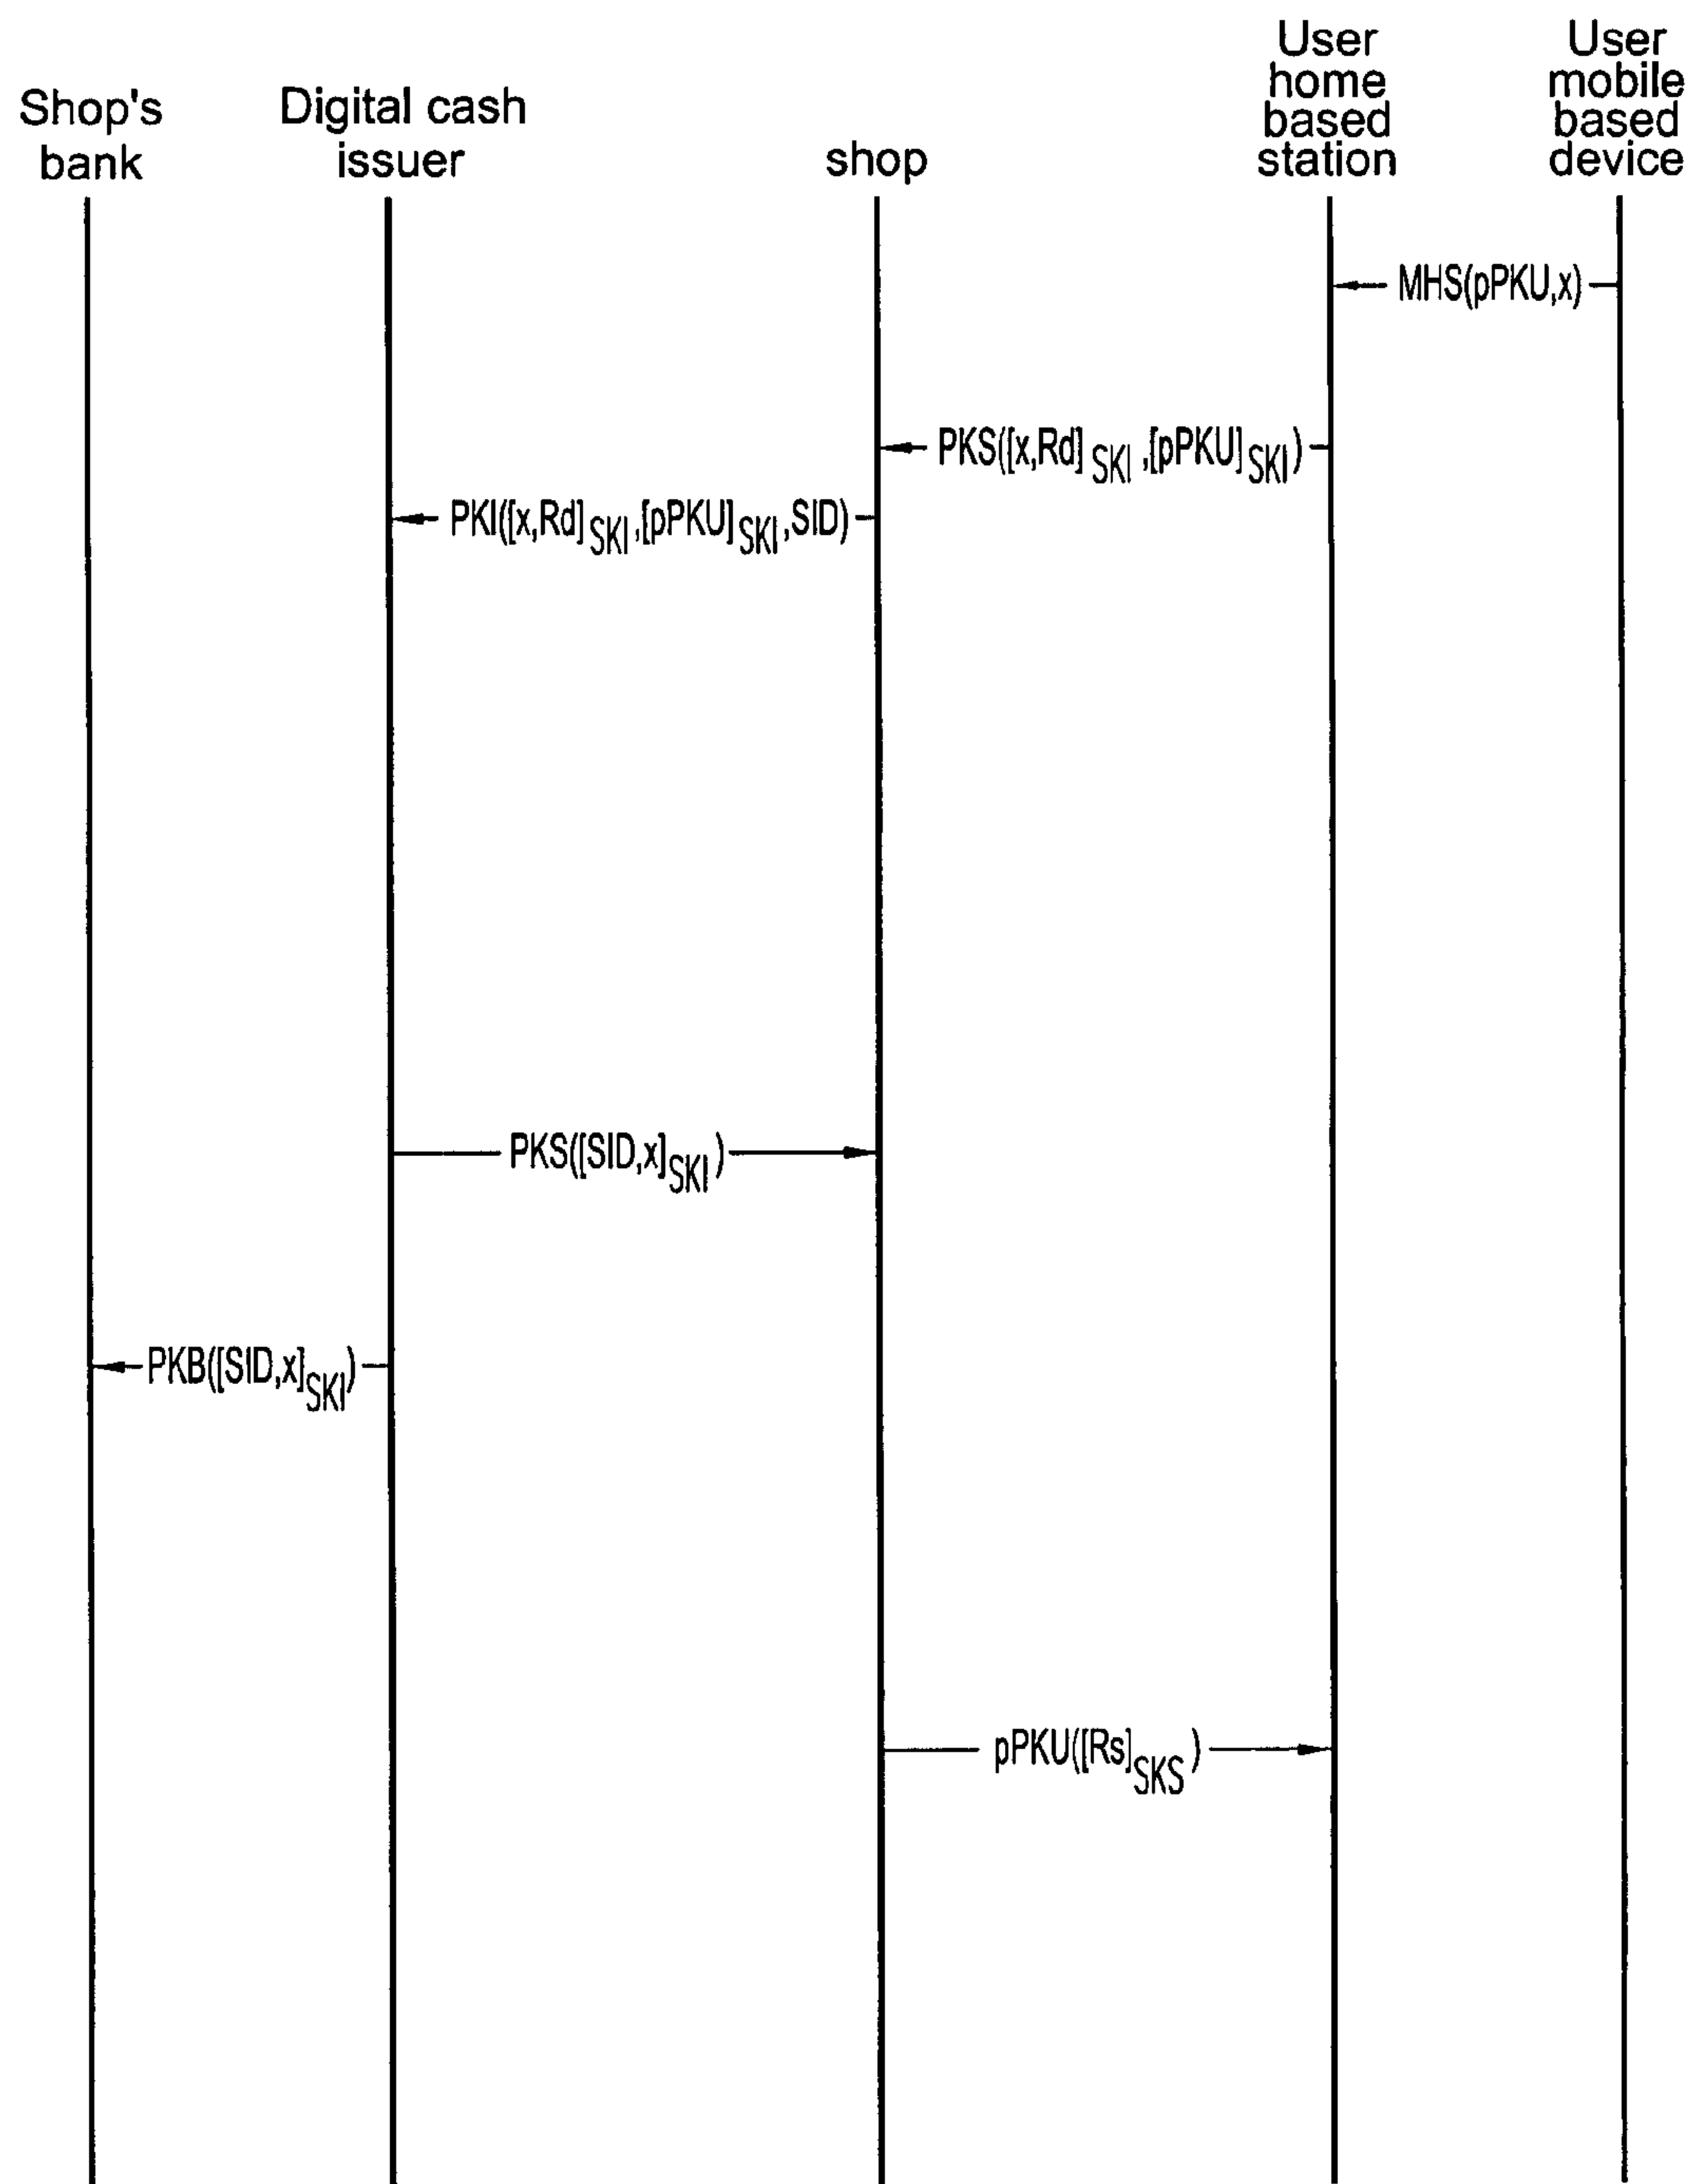 Shop's
bank
Digital cash
issuer
shop
User
home
based
station
User
mobile
based
device
MHS(pPKU,x)
PKS([x,Rd]SKI,[pPKU]SKI)
PKI([x,Rd]SKI,[pPKU]SKI,SID)
PKS([SID,x]SKI)
PKB([SID,x]SKI)
pPKU([Rs]SKS)